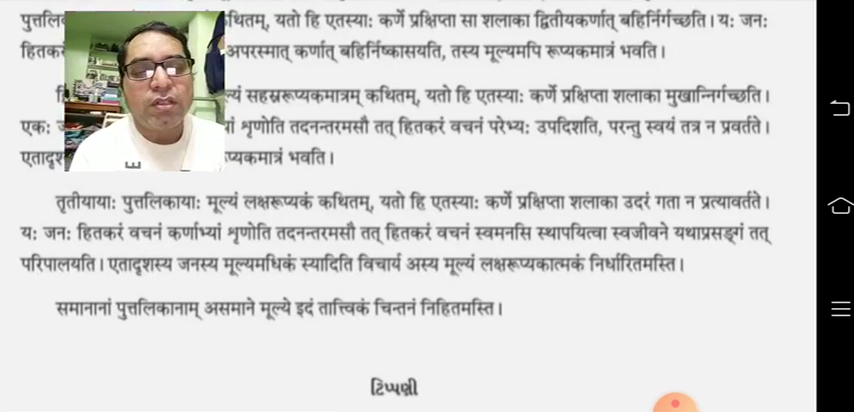 पुत्तलि कथितम्, यतो हि एतस्याः कर्णे प्रक्षिप्ता सा शलाका द्वितीयकर्णात् बहिर्निर्गच्छति। यः जनः
हितकरं अपरस्मात् कर्णात् बहिर्निष्कासयति, तस्य मूल्यमपि रूप्यकमात्रं भवति।
सहस्ररूप्यकमात्रम् कथितम्, यतो हि एतस्याः कर्णे प्रक्षिप्ता शलाका मुखान्निर्गच्छति।
एकः शृणोति तदनन्तरमसौ तत् हितकरं वचनं परेभ्यः उपदिशति, परन्तु स्वयं तत्र न प्रवर्तते।
एतादृश प्यकमात्रं भवति।
तृतीयायाः पुत्तलिकायाः मूल्यं लक्षरूप्यकं कथितम्, यतो हि एतस्याः कर्णे प्रक्षिप्ता शलाका उदरं गता न प्रत्यावर्तते।
यः जनः हितकरं वचनं कर्णाभ्यां शृणोति तदनन्तरमसौ तत् हितकरं वचनं स्वमनसि स्थापयित्वा स्वजीवने यथाप्रसङ्गं तत्
परिपालयति। एतादृशस्य जनस्य मूल्यमधिकं स्यादिति विचार्य अस्य मूल्यं लक्षरूप्यकात्मकं निर्धारितमस्ति।
समानानां पुत्तलिकानाम् असमाने मूल्ये इदं तात्त्विकं चिन्तनं निहितमस्ति।
ટિપ્પણી